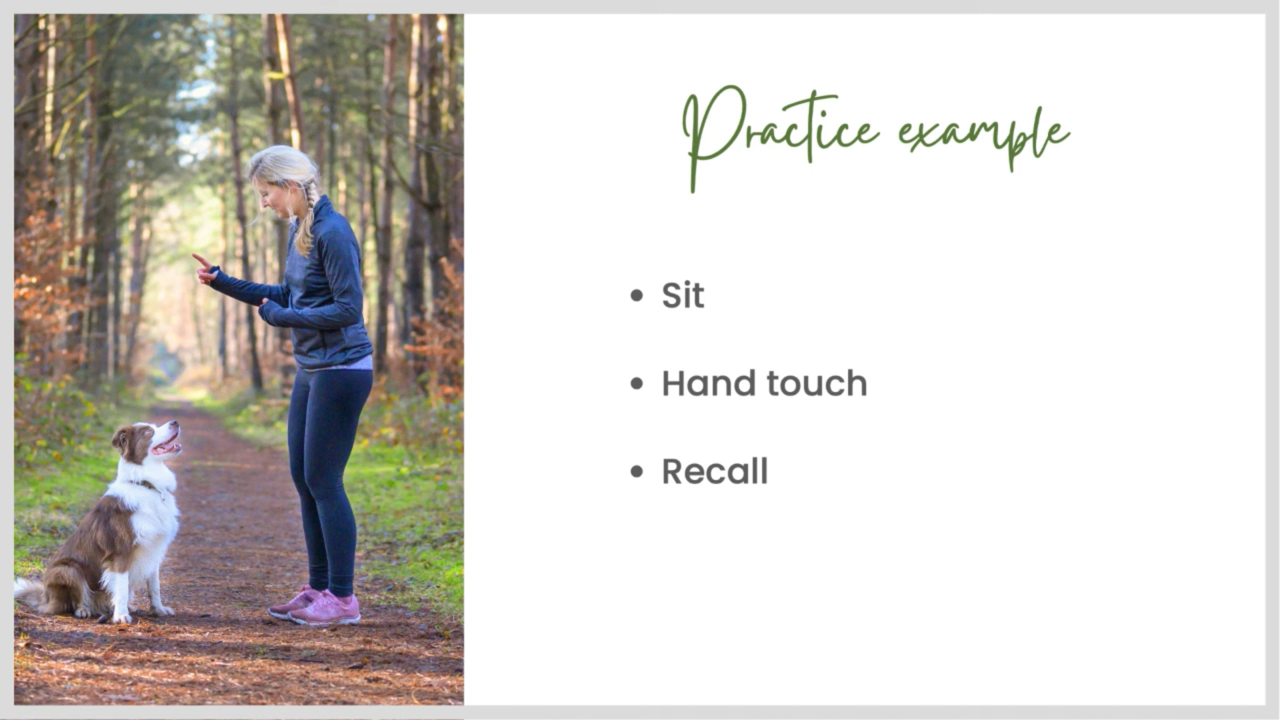 Practice example
• Sit
• Hand touch
• Recall